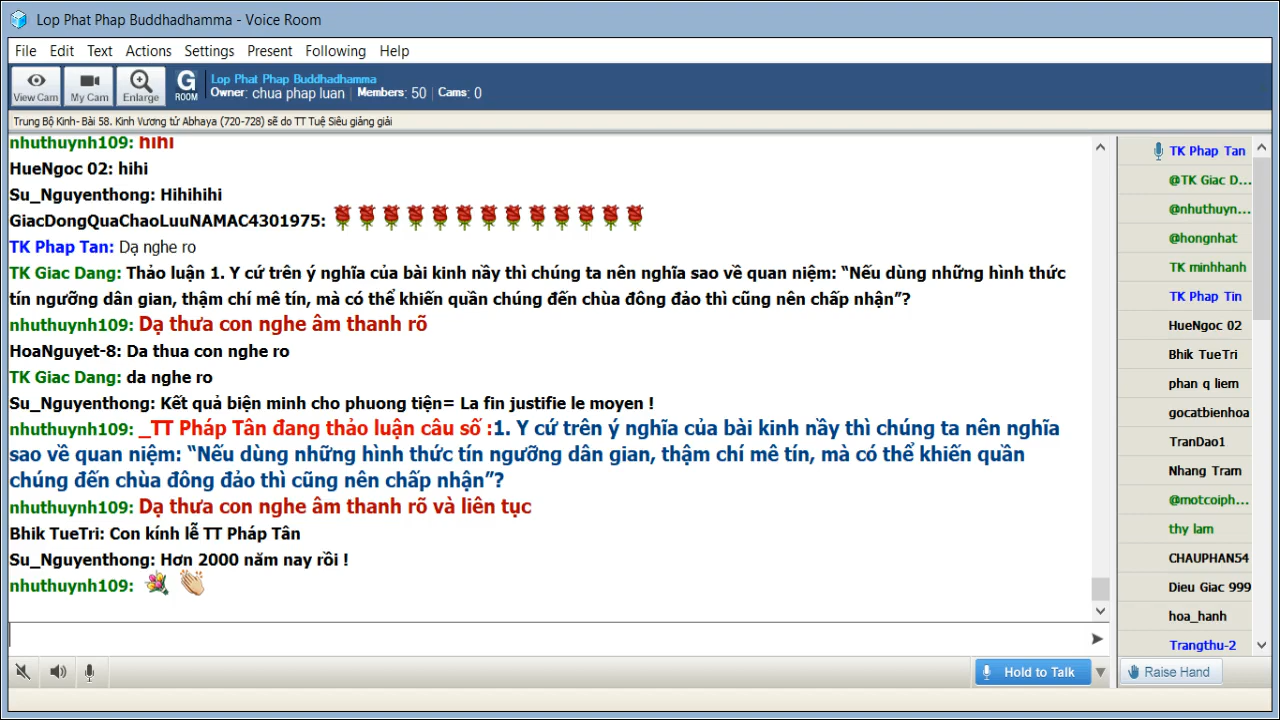 Lop Phat Phap Buddhadhamma - Voice Room
File Edit Text Actions Settings Present Following Help
View Cam My Cam Enlarge G ROOM
Lop Phat Phap Buddhadhamma
Owner: chua phap luan | Members: 50 | Cams: 0
Trung Bộ Kinh- Bài 58. Kinh Vương tử Abhaya (720-728) sẽ do TT Tuệ Siêu giảng giải
nhuthuynh109: hihi
HueNgoc 02: hihi
Su_Nguyenthong: Hihihihi
GiacDongQuaChaoLuuNAMAC4301975:
TK Phap Tan: Dạ nghe ro
TK Giac Dang: Thảo luận 1. Y cứ trên ý nghĩa của bài kinh nầy thì chúng ta nên nghĩa sao về quan niệm: “Nếu dùng những hình thức
tín ngưỡng dân gian, thậm chí mê tín, mà có thể khiến quần chúng đến chùa đông đảo thì cũng nên chấp nhận”?
nhuthuynh109: Dạ thưa con nghe âm thanh rõ
HoaNguyet-8: Da thua con nghe ro
TK Giac Dang: da nghe ro
Su_Nguyenthong: Kết quả biện minh cho phuong tiện= La fin justifie le moyen !
nhuthuynh109: _TT Pháp Tân đang thảo luận câu số :1. Y cứ trên ý nghĩa của bài kinh nầy thì chúng ta nên nghĩa
sao về quan niệm: “Nếu dùng những hình thức tín ngưỡng dân gian, thậm chí mê tín, mà có thể khiến quần
chúng đến chùa đông đảo thì cũng nên chấp nhận”?
nhuthuynh109: Dạ thưa con nghe âm thanh rõ và liên tục
Bhik TueTri: Con kính lễ TT Pháp Tân
Su_Nguyenthong: Hơn 2000 năm nay rồi !
nhuthuynh109:
TK Phap Tan
@TK Giac D...
@nhuthuyn...
@hongnhat
TK minhhanh
TK Phap Tin
HueNgoc 02
Bhik TueTri
phan q liem
gocatbienhoa
TranDao1
Nhang Tram
@motcoiph...
thy lam
CHAUPHAN54
Dieu Giac 999
hoa_hanh
Trangthu-2
Hold to Talk
Raise Hand